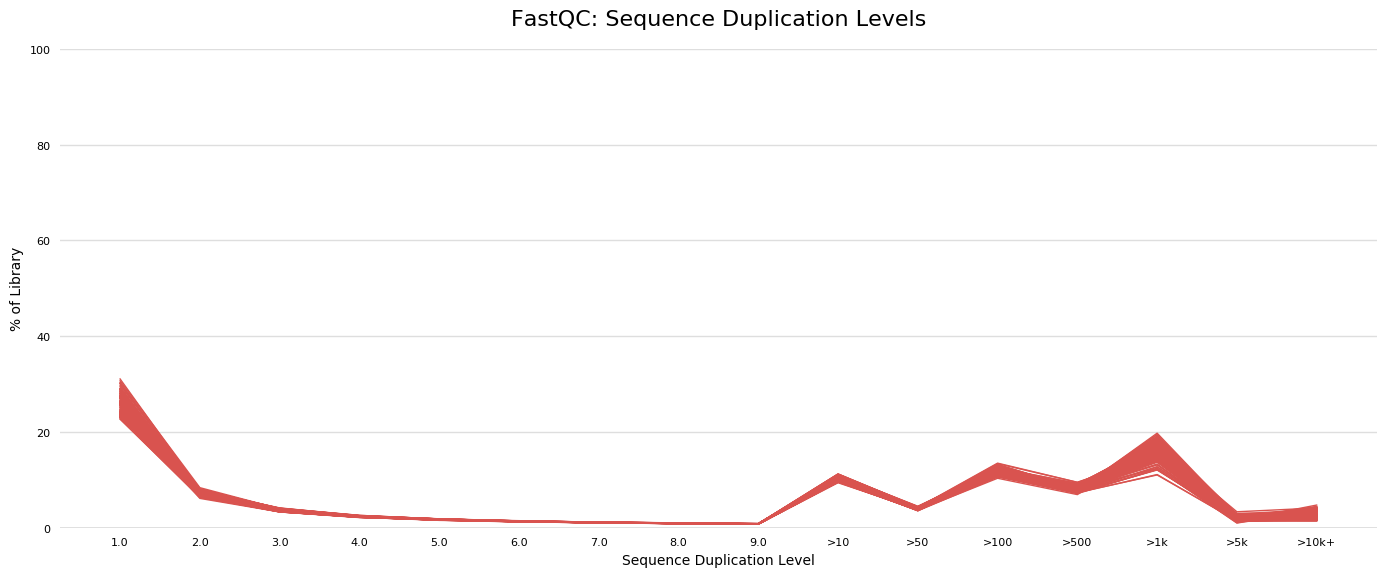 FastQC: Sequence Duplication Levels
100
80
60
40
20
0
% of Library
1.0 2.0 3.0 4.0 5.0 6.0 7.0 8.0 9.0 >10 >50 >100 >500 >1k >5k >10k+
Sequence Duplication Level